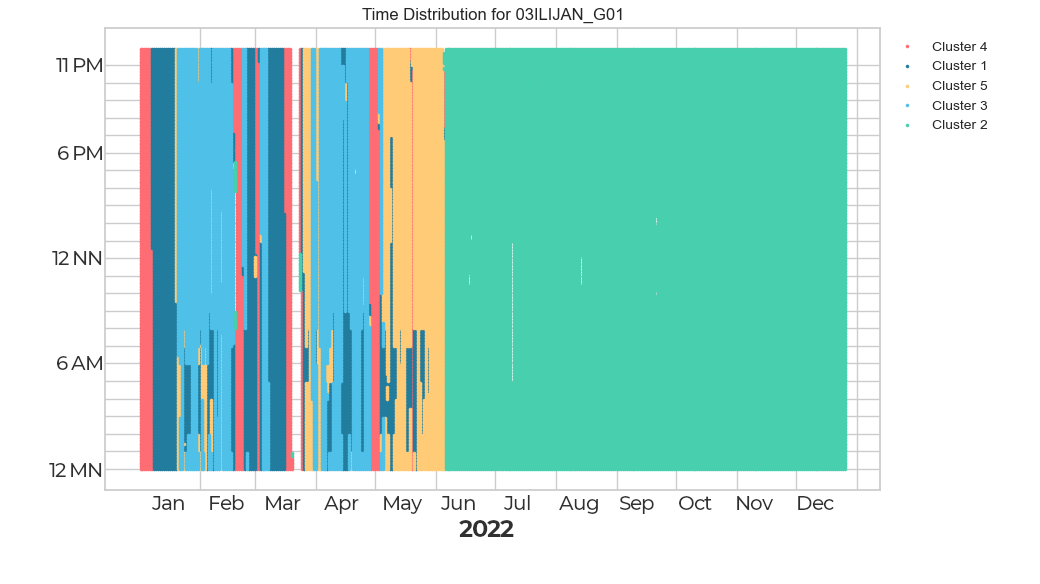 Time Distribution for 03ILIJAN_G01
11 PM
6 PM
12 NN
6 AM
12 MN
Jan Feb Mar Apr May Jun Jul Aug Sep Oct Nov Dec
2022
Cluster 4
Cluster 1
Cluster 5
Cluster 3
Cluster 2